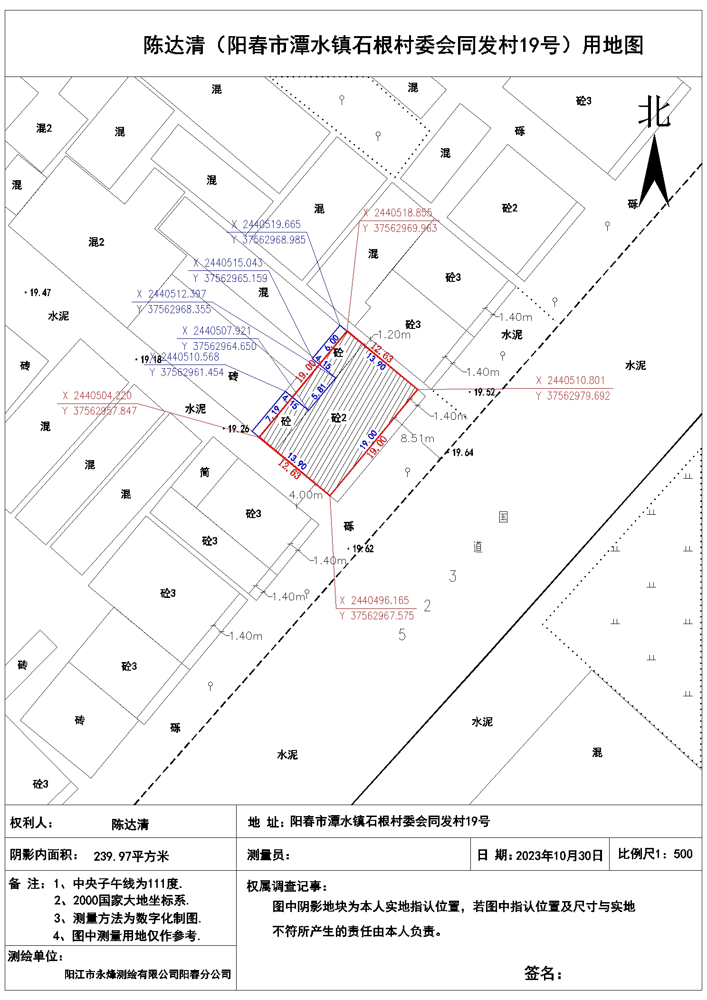 陈达清（阳春市潭水镇石根村委会同发村19号）用地图
混
混
砼3
北
混2
混
砾
混
混
混
砾
混
砼2
X 2440518.855
Y 37562969.963
X 2440519.665
Y 37562968.985
混2
混
X 2440515.043
Y 37562965.159
砼3
19.47
X 2440512.397
Y 37562968.355
混
水泥
1.40m
砼3
X 2440507.921
Y 37562964.650
1.20m
水泥
6.00
12.63
砼
X 2440510.568
Y 37562961.454
19.18
4.15
13.90
砖
水泥
1.40m
19.00
砖
X 2440510.801
Y 37562979.692
5.81
19.52
X 2440504.220
Y 37562957.847
4.15
水泥
7.19
1.40m
砼
砼2
混
19.26
19.00
19.00
8.51m
19.64
混
13.90
12.63
简
混
4.00m
砼3
国
砾
道
砼3
19.62
1.40m
3
砼3
1.40m
X 2440496.165
Y 37562967.575
2
1.40m
5
砖
砼3
砖
砾
水泥
水泥
混
砼3
权利人： 陈达清
地 址：阳春市潭水镇石根村委会同发村19号
阴影内面积： 239.97平方米
测量员：
日 期：2023年10月30日
比例尺1：500
备 注：1、中央子午线为111度.
2、2000国家大地坐标系.
3、测量方法为数字化制图.
4、图中测量用地仅作参考.
测绘单位：
阳江市永烽测绘有限公司阳春分公司
权属调查记事：
图中阴影地块为本人实地指认位置，若图中指认位置及尺寸与实地
不符所产生的责任由本人负责。
签名：